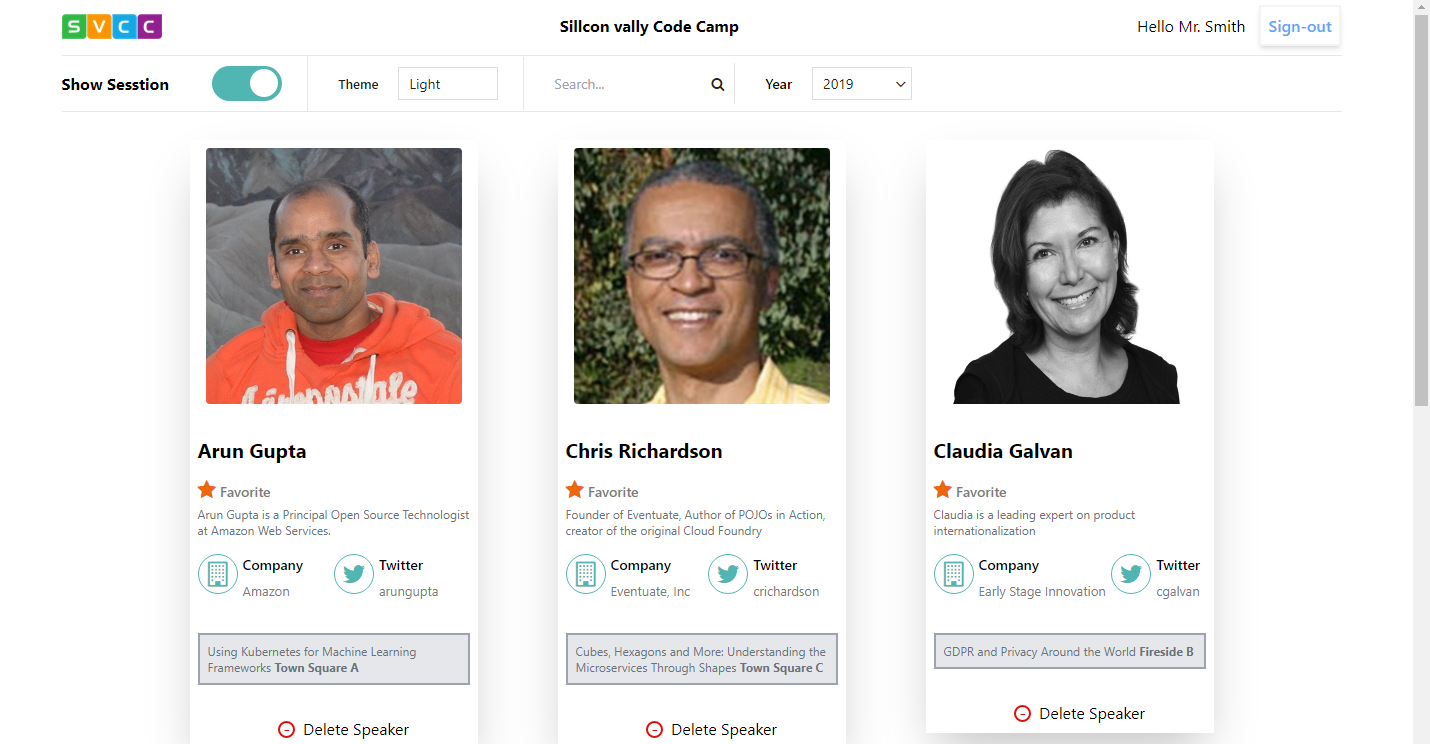 SVCC
Sillcon vally Code Camp
Hello Mr. Smith
Sign-out
Show Sesstion
Theme
Light
Search...
Year
2019
Arun Gupta
Favorite
Arun Gupta is a Principal Open Source Technologist
at Amazon Web Services.
Company
Amazon
Twitter
arungupta
Using Kubernetes for Machine Learning
Frameworks Town Square A
Delete Speaker
Chris Richardson
Favorite
Founder of Eventuate, Author of POJOs in Action,
creator of the original Cloud Foundry
Company
Eventuate, Inc
Twitter
crichardson
Cubes, Hexagons and More: Understanding the
Microservices Through Shapes Town Square C
Delete Speaker
Claudia Galvan
Favorite
Claudia is a leading expert on product
internationalization
Company
Early Stage Innovation
Twitter
cgalvan
GDPR and Privacy Around the World Fireside B
Delete Speaker